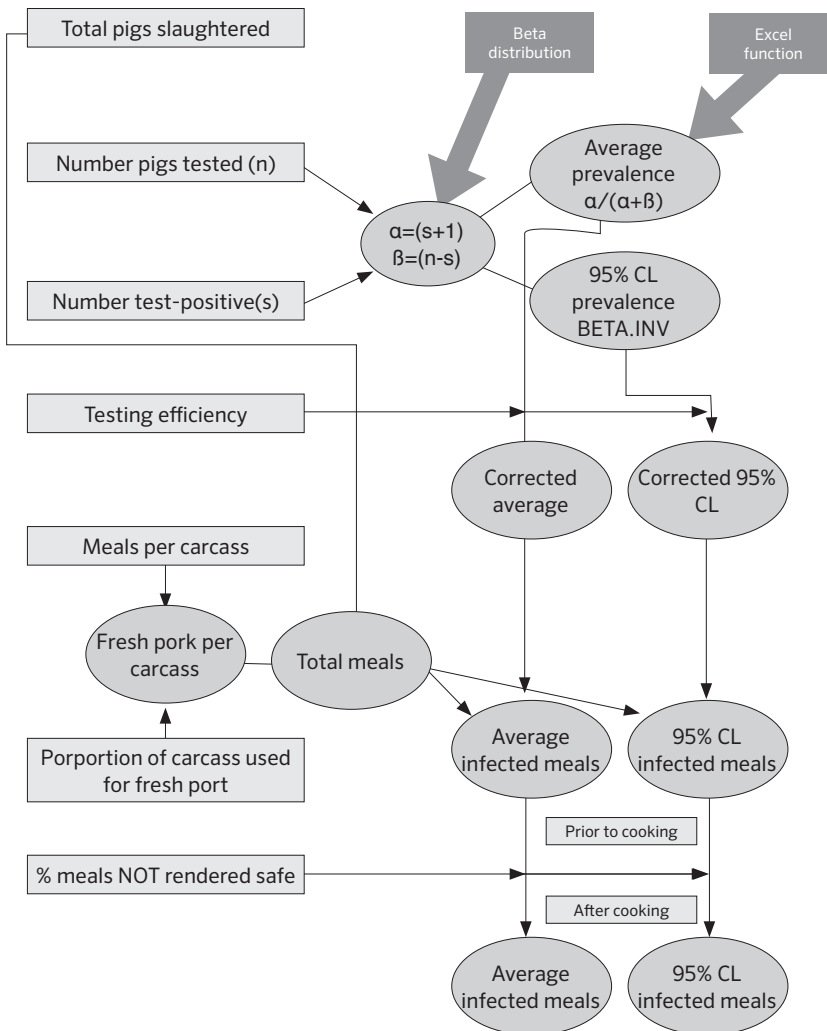 Total pigs slaughtered
Beta
distribution
Excel
function
Number pigs tested (n)
Average
prevalence
α/(α+ß)
α=(s+1)
ß=(n-s)
Number test-positive(s)
95% CL
prevalence
BETA.INV
Testing efficiency
Corrected
average
Corrected 95%
CL
Meals per carcass
Fresh pork per
carcass
Total meals
Porportion of carcass used
for fresh port
Average
infected meals
95% CL
infected meals
Prior to cooking
% meals NOT rendered safe
After cooking
Average
infected meals
95% CL
infected meals